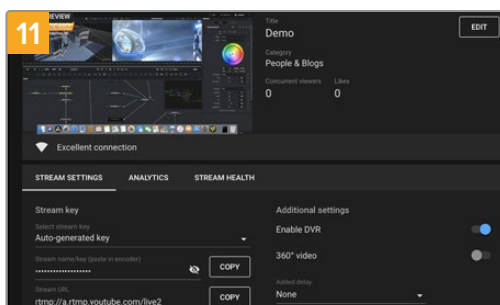 11
PREVIEW
Title
Demo
EDIT
Category
People & Blogs
Concurrent viewers
Likes
0
0
Excellent connection
STREAM SETTINGS
ANALYTICS
STREAM HEALTH
Stream key
Select stream key
Auto-generated key
Stream name/key (paste in encoder)
COPY
Stream URL
rtmp://a.rtmp.youtube.com/live2
COPY
Additional settings
Enable DVR
360° video
Added delay
None